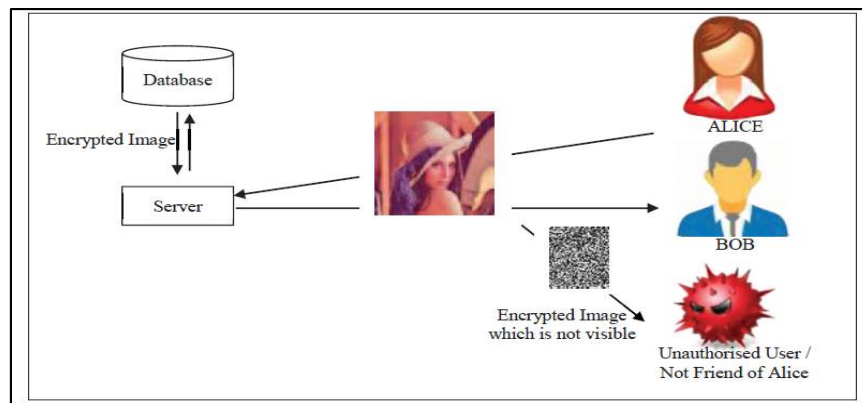 Database
Encrypted Image
Server
ALICE
BOB
Encrypted Image
which is not visible
Unauthorised User /
Not Friend of Alice